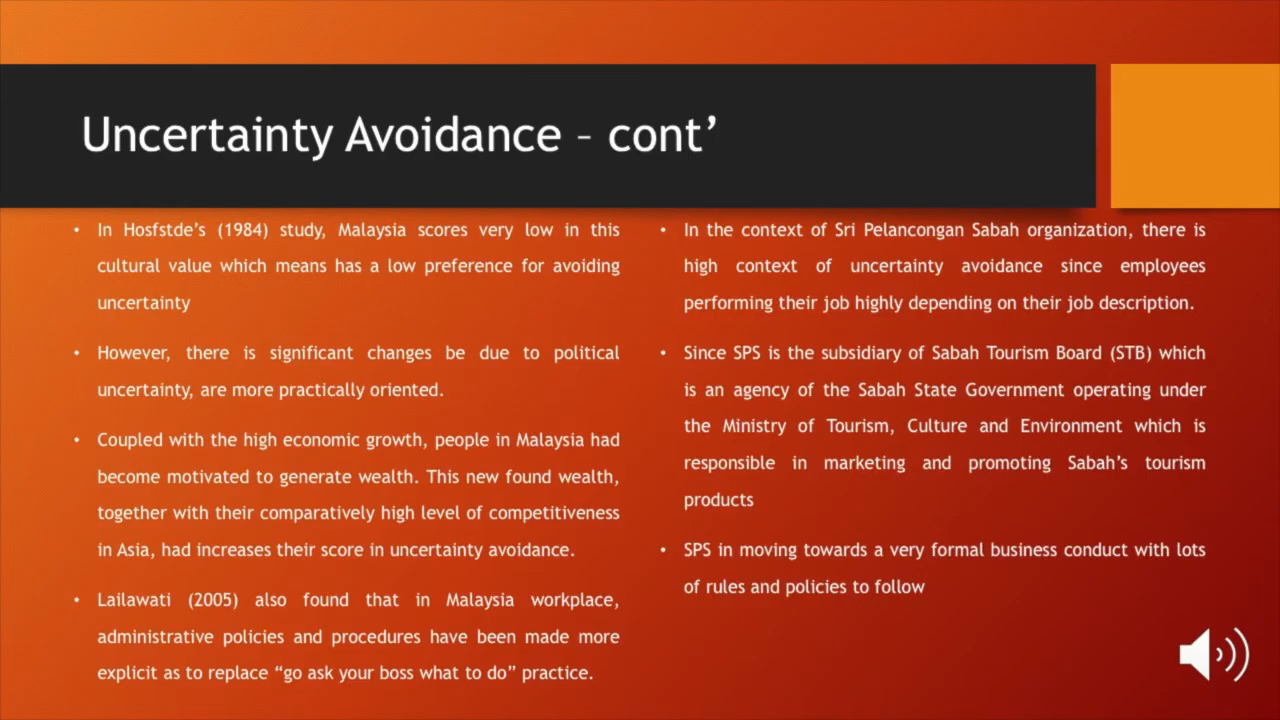 Uncertainty Avoidance – cont’
• In Hosfstde’s (1984) study, Malaysia scores very low in this
cultural value which means has a low preference for avoiding
uncertainty
• However, there is significant changes be due to political
uncertainty, are more practically oriented.
• Coupled with the high economic growth, people in Malaysia had
become motivated to generate wealth. This new found wealth,
together with their comparatively high level of competitiveness
in Asia, had increases their score in uncertainty avoidance.
• Lailawati (2005) also found that in Malaysia workplace,
administrative policies and procedures have been made more
explicit as to replace “go ask your boss what to do” practice.
• In the context of Sri Pelancongan Sabah organization, there is
high context of uncertainty avoidance since employees
performing their job highly depending on their job description.
• Since SPS is the subsidiary of Sabah Tourism Board (STB) which
is an agency of the Sabah State Government operating under
the Ministry of Tourism, Culture and Environment which is
responsible in marketing and promoting Sabah’s tourism
products
• SPS in moving towards a very formal business conduct with lots
of rules and policies to follow